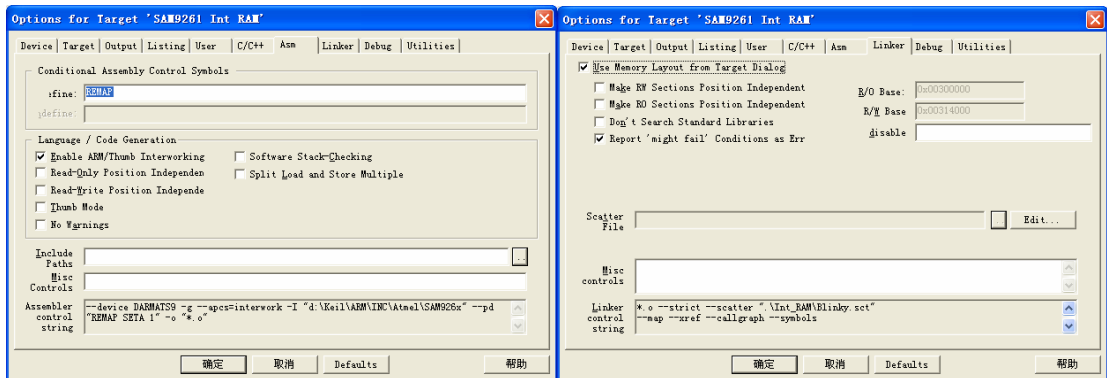 Options for Target 'SAM9261 Int RAM'
Device Target Output Listing User C/C++ Asm Linker Debug Utilities
Conditional Assembly Control Symbols
efine: REMAP
define:
Language / Code Generation
Enable ARM/Thumb Interworking
Software Stack-Checking
Read-Only Position Independen
Split Load and Store Multiple
Read-Write Position Independe
Thumb Mode
No Warnings
Include
Paths
..
Misc
Controls
Assembler
control
string
--device DARMATS9 -g --apcs=interwork -I "d:\Keil\ARM\INC\Atmel\SAM926x" --pd
"REMAP SETA 1" -o "*.o"
确定 取消 Defaults 帮助
Options for Target 'SAM9261 Int RAM'
Device Target Output Listing User C/C++ Asm Linker Debug Utilities
Use Memory Layout from Target Dialog
Make RW Sections Position Independent
Make RO Sections Position Independent
Don't Search Standard Libraries
Report 'might fail' Conditions as Err
R/O Base: 0x00300000
R/W Base 0x00314000
disable
Scatter
File
.. Edit...
Misc
controls
Linker
control
string
*.o --strict --scatter ".\Int_RAM\Blinky.sct"
--map --xref --callgraph --symbols
确定 取消 Defaults 帮助